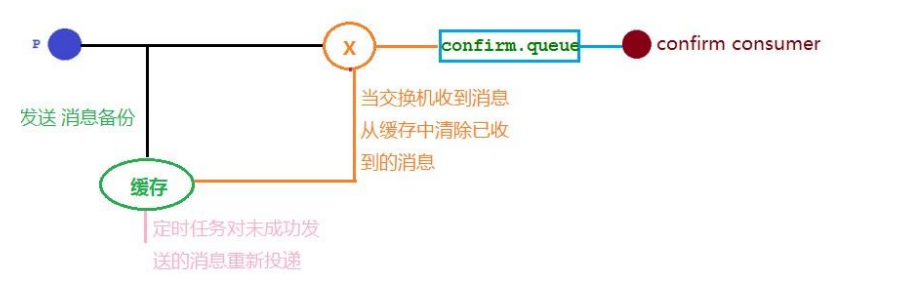 P
X
confirm.queue
confirm consumer
发送 消息备份
当交换机收到消息
从缓存中清除已收
到的消息
缓存
定时任务对未成功发
送的消息重新投递